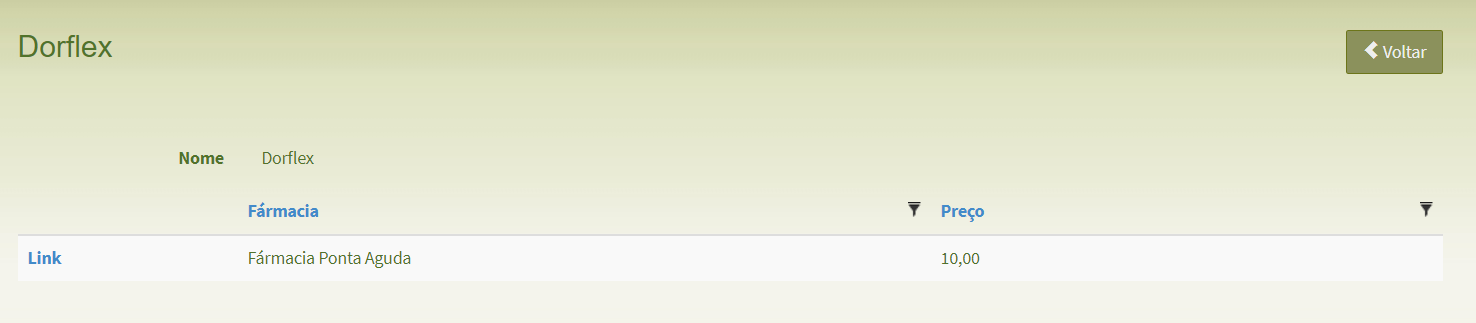 Dorflex
Voltar
Nome Dorflex
Fármacia Preço
Link Fármacia Ponta Aguda 10,00